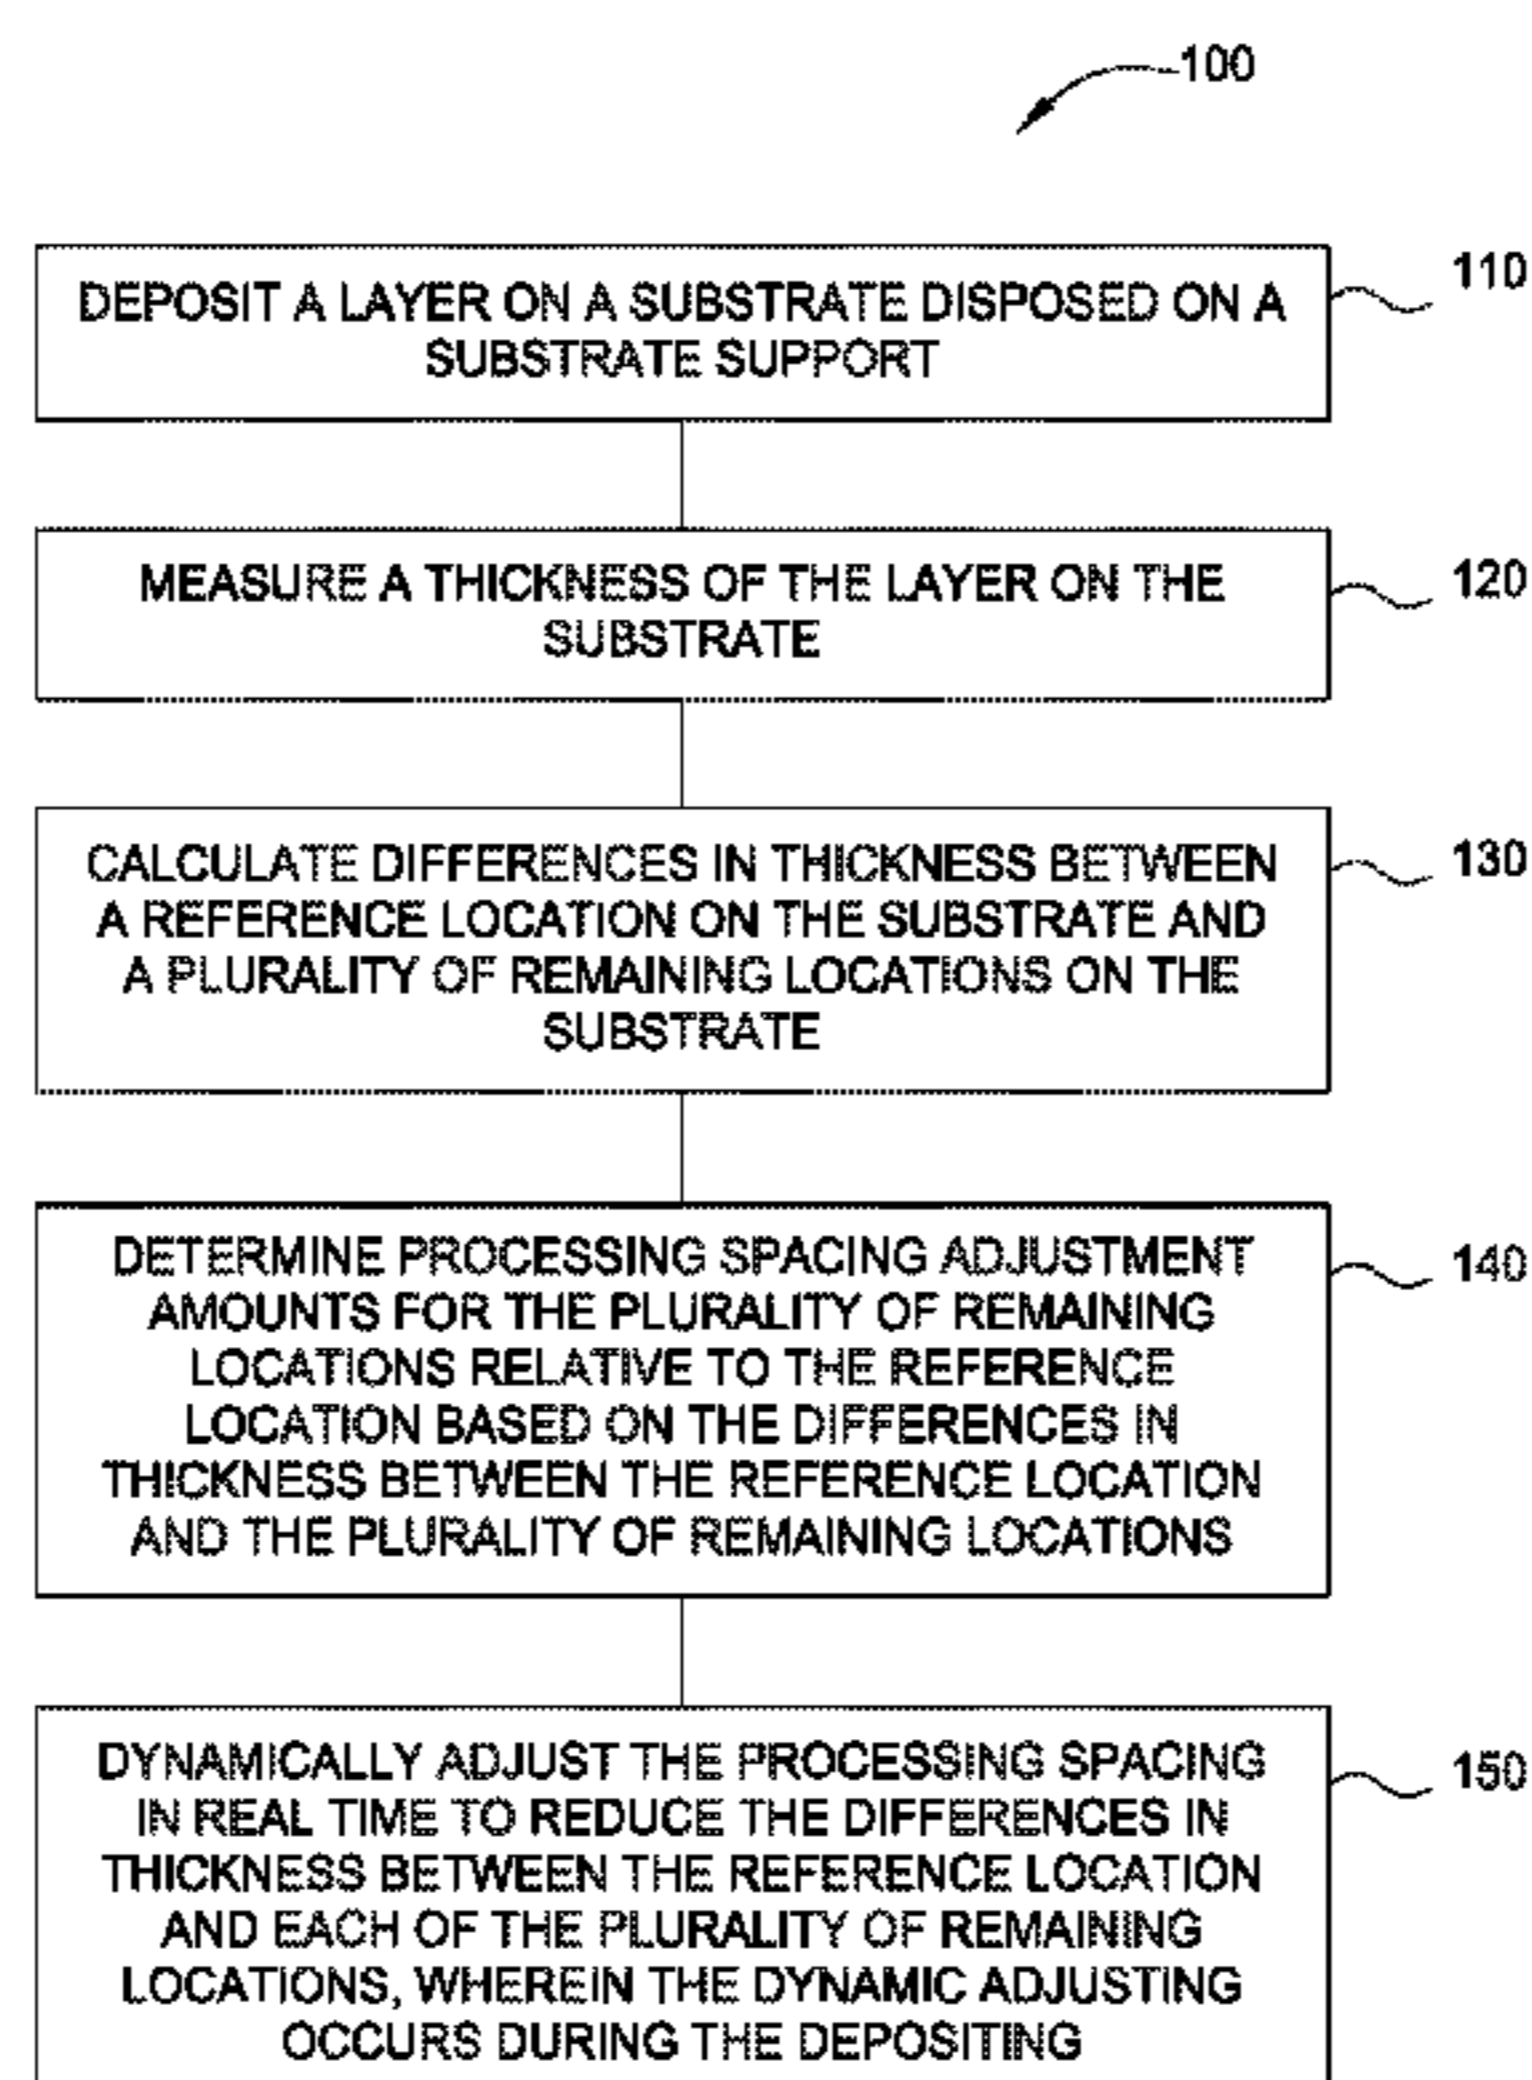 100
DEPOSIT A LAYER ON A SUBSTRATE DISPOSED ON A
SUBSTRATE SUPPORT
110
MEASURE A THICKNESS OF THE LAYER ON THE
SUBSTRATE
120
CALCULATE DIFFERENCES IN THICKNESS BETWEEN
A REFERENCE LOCATION ON THE SUBSTRATE AND
A PLURALITY OF REMAINING LOCATIONS ON THE
SUBSTRATE
130
DETERMINE PROCESSING SPACING ADJUSTMENT
AMOUNTS FOR THE PLURALITY OF REMAINING
LOCATIONS RELATIVE TO THE REFERENCE
LOCATION BASED ON THE DIFFERENCES IN
THICKNESS BETWEEN THE REFERENCE LOCATION
AND THE PLURALITY OF REMAINING LOCATIONS
140
DYNAMICALLY ADJUST THE PROCESSING SPACING
IN REAL TIME TO REDUCE THE DIFFERENCES IN
THICKNESS BETWEEN THE REFERENCE LOCATION
AND EACH OF THE PLURALITY OF REMAINING
LOCATIONS, WHEREIN THE DYNAMIC ADJUSTING
OCCURS DURING THE DEPOSITING
150